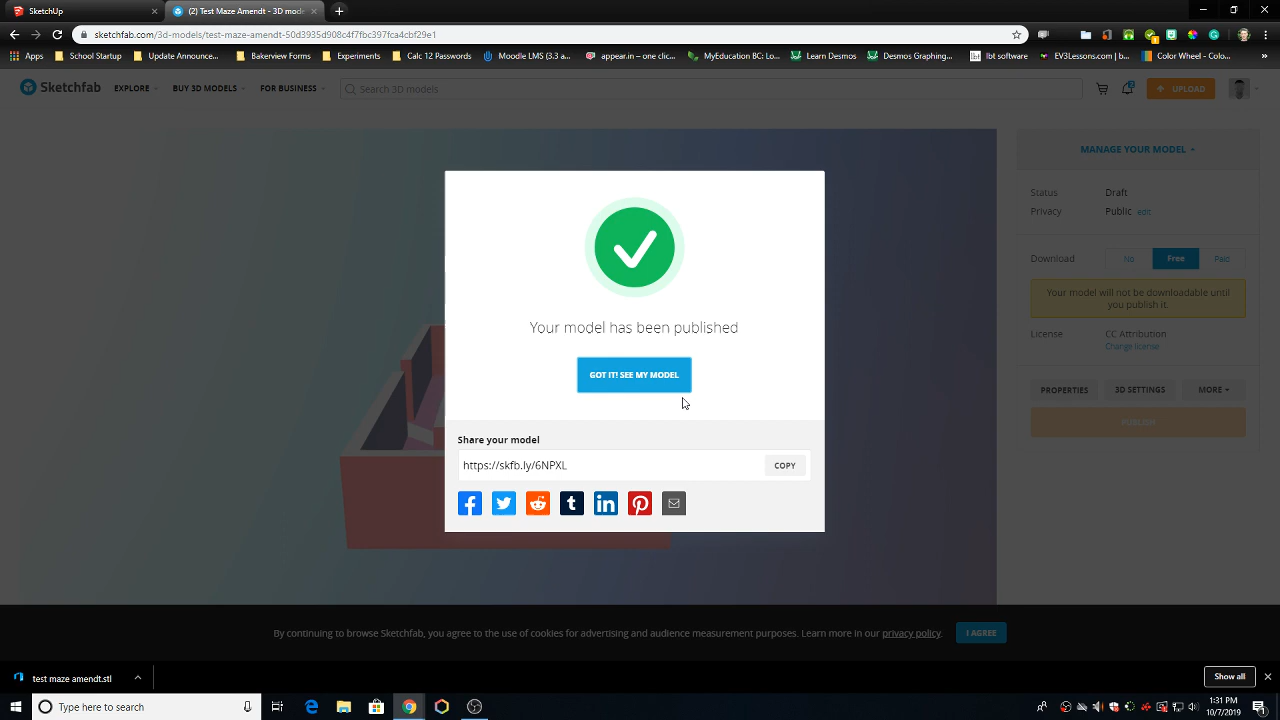 SketchUp
(2) Test Maze Amendt - 3D mode
sketchfab.com/3d-models/test-maze-amendt-50d3935d908c4f7fbc397fca4cbf29e1
Apps
School Startup
Update Announce...
Robotics
Experiments
Calc 12
Moodle LMS (3.3 a...
appear.in – one clic...
MyEducation BC: Lo...
Learn Desmos
Desmos Graphing...
lbt software
EV3Lessons.com | B...
Color Wheel - Colo...
Sketchfab
EXPLORE
BUY 3D MODELS
FOR BUSINESS
Search 3D models
UPLOAD
MANAGE YOUR MODEL
Status Draft
Privacy Public edit
Download No Free Paid
Your model will not be downloadable until
you publish it.
License CC Attribution
Change license
PROPERTIES 3D SETTINGS MORE
PUBLISH
Your model has been published
GOT IT! SEE MY MODEL
Share your model
https://skfb.ly/6NPXL
COPY
By continuing to browse Sketchfab, you agree to the use of cookies for advertising and audience measurement purposes. Learn more in our privacy policy.
I AGREE
test maze amendt.stl
Show all
Type here to search
1:31 PM
10/7/2019